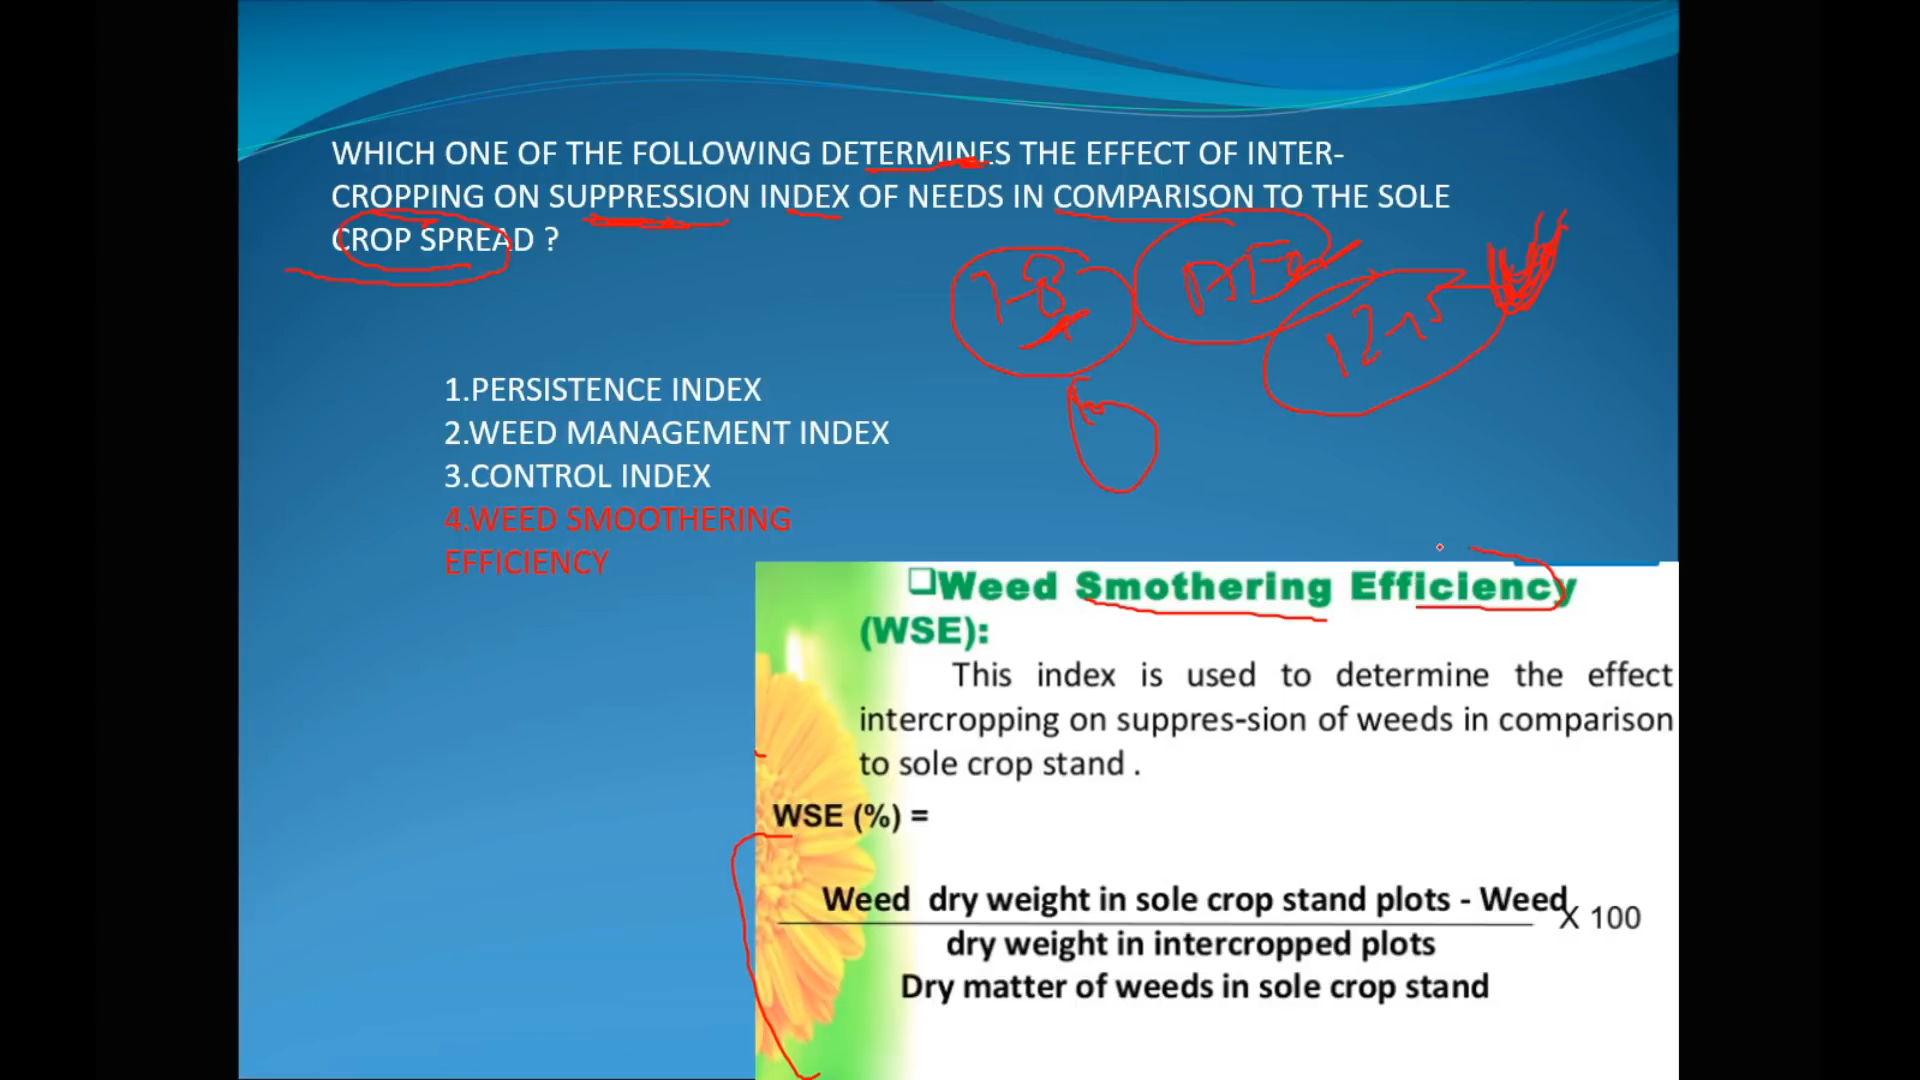 WHICH ONE OF THE FOLLOWING DETERMINES THE EFFECT OF INTER-
CROPPING ON SUPPRESSION INDEX OF NEEDS IN COMPARISON TO THE SOLE
CROP SPREAD ?
7-8
12-15
1.PERSISTENCE INDEX
2.WEED MANAGEMENT INDEX
3.CONTROL INDEX
4.WEED SMOOTHERING
EFFICIENCY
❑Weed Smothering Efficiency
(WSE):
This index is used to determine the effect
intercropping on suppres-sion of weeds in comparison
to sole crop stand .
WSE (%) =
Weed dry weight in sole crop stand plots - Weed
X 100
dry weight in intercropped plots
Dry matter of weeds in sole crop stand